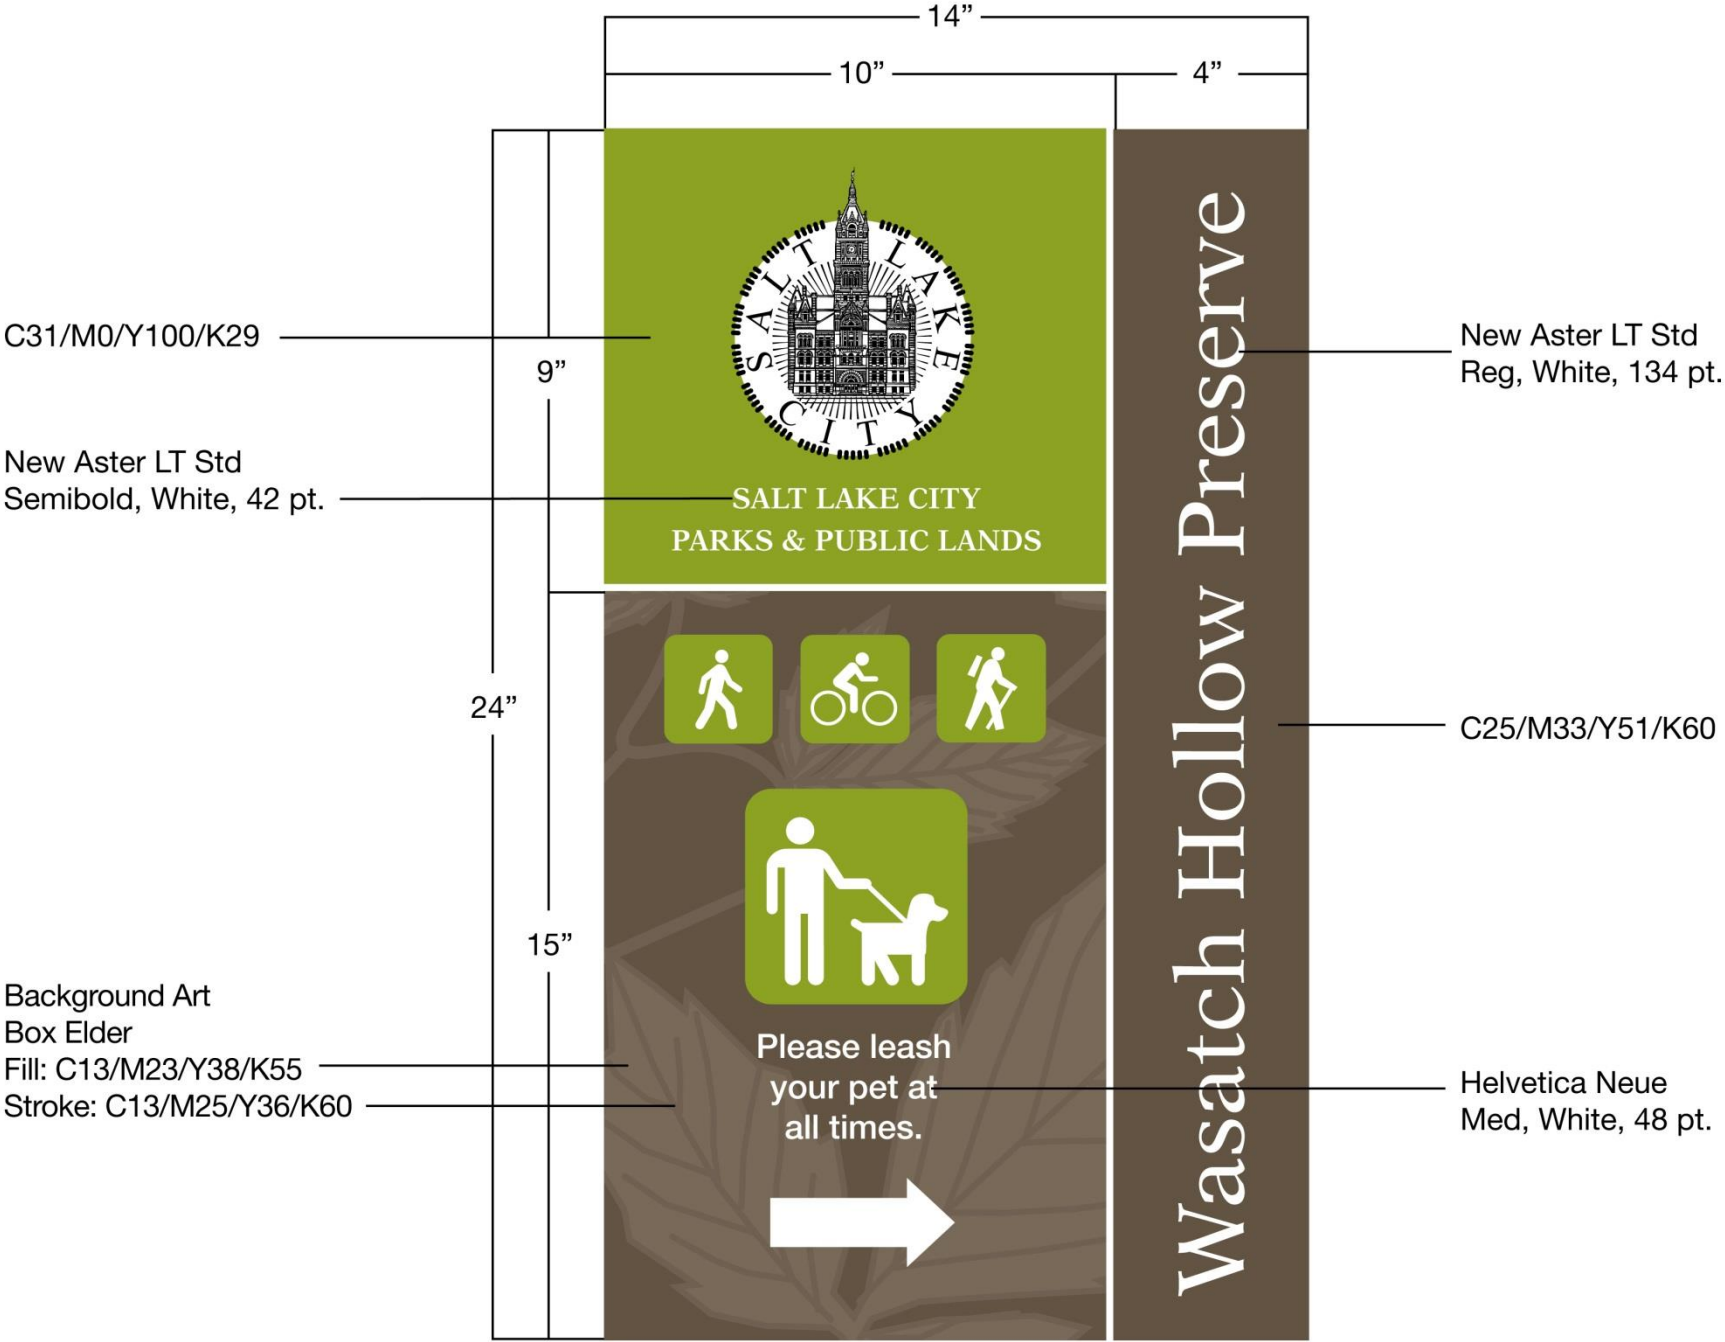 14”
10”
4”
SALT LAKE CITY
C31/M0/Y100/K29
9”
New Aster LT Std
Reg, White, 134 pt.
New Aster LT Std
Semibold, White, 42 pt.
SALT LAKE CITY
PARKS & PUBLIC LANDS
Wasatch Hollow Preserve
24”
C25/M33/Y51/K60
15”
Background Art
Box Elder
Fill: C13/M23/Y38/K55
Stroke: C13/M25/Y36/K60
Please leash
your pet at
all times.
Helvetica Neue
Med, White, 48 pt.